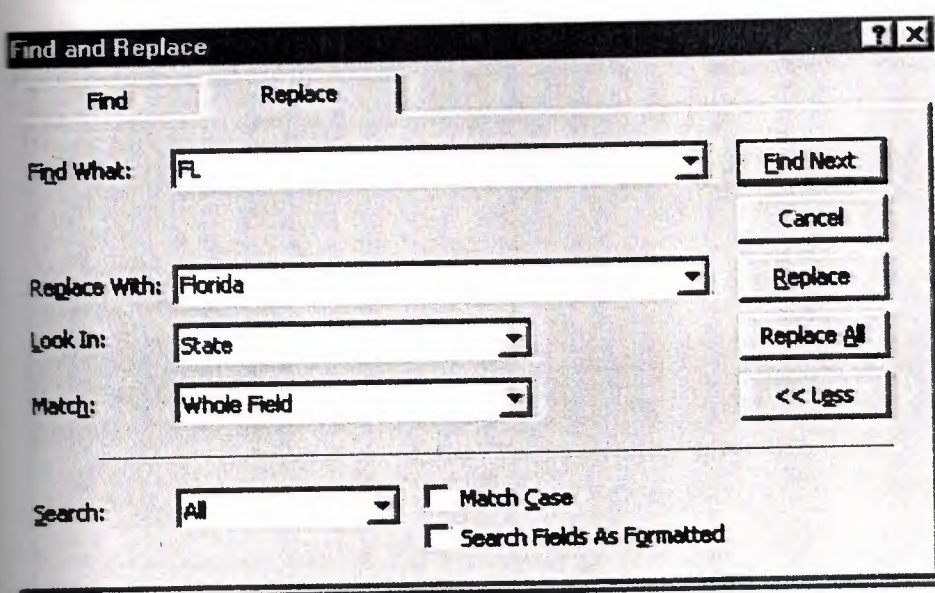 Find and Replace
Find Replace
Find What: FL Find Next
Cancel
Replace With: Florida Replace
Look In: State Replace All
Match: Whole Field << Less
Search: All Match Case
Search Fields As Formatted